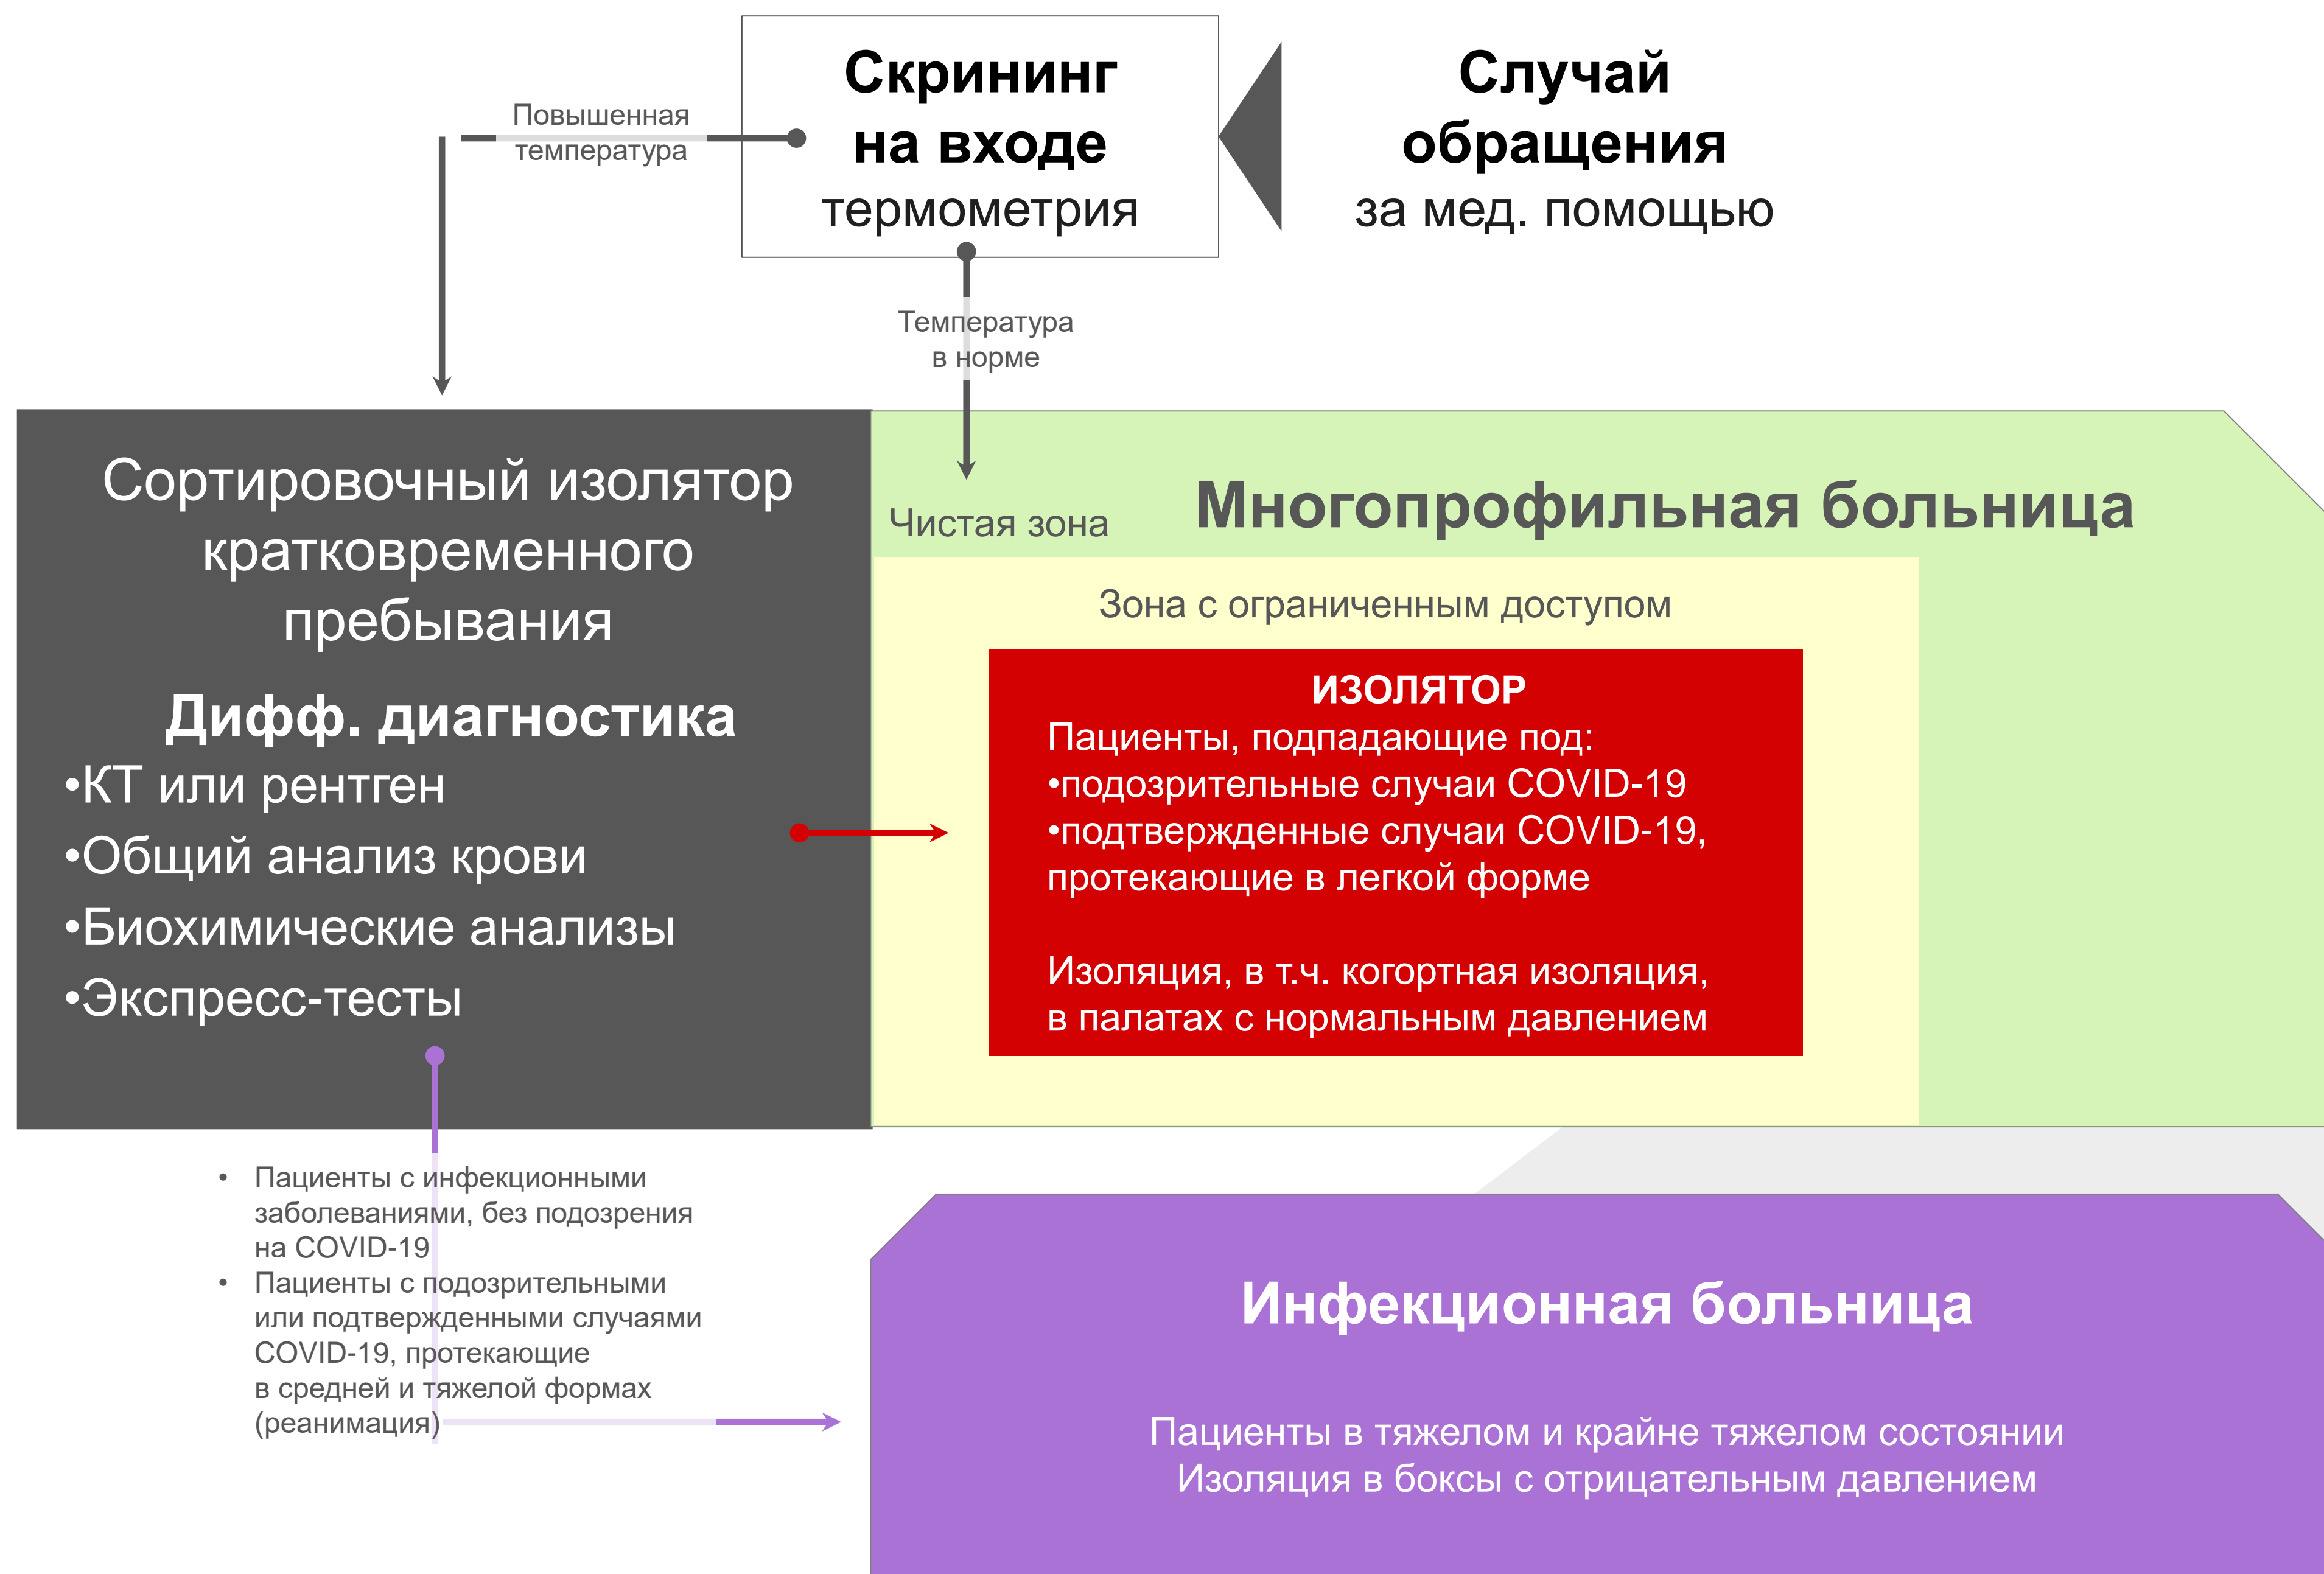 Скрининг
на входе
термометрия
Случай
обращения
за мед. помощью
Повышенная
температура
Температура
в норме
Сортировочный изолятор
кратковременного
пребывания
Дифф. диагностика
•КТ или рентген
•Общий анализ крови
•Биохимические анализы
•Экспресс-тесты
Чистая зона
Многопрофильная больница
Зона с ограниченным доступом
ИЗОЛЯТОР
Пациенты, подпадающие под:
•подозрительные случаи COVID-19
•подтвержденные случаи COVID-19,
протекающие в легкой форме
Изоляция, в т.ч. когортная изоляция,
в палатах с нормальным давлением
• Пациенты с инфекционными
заболеваниями, без подозрения
на COVID-19
• Пациенты с подозрительными
или подтвержденными случаями
COVID-19, протекающие
в средней и тяжелой формах
(реанимация)
Инфекционная больница
Пациенты в тяжелом и крайне тяжелом состоянии
Изоляция в боксы с отрицательным давлением